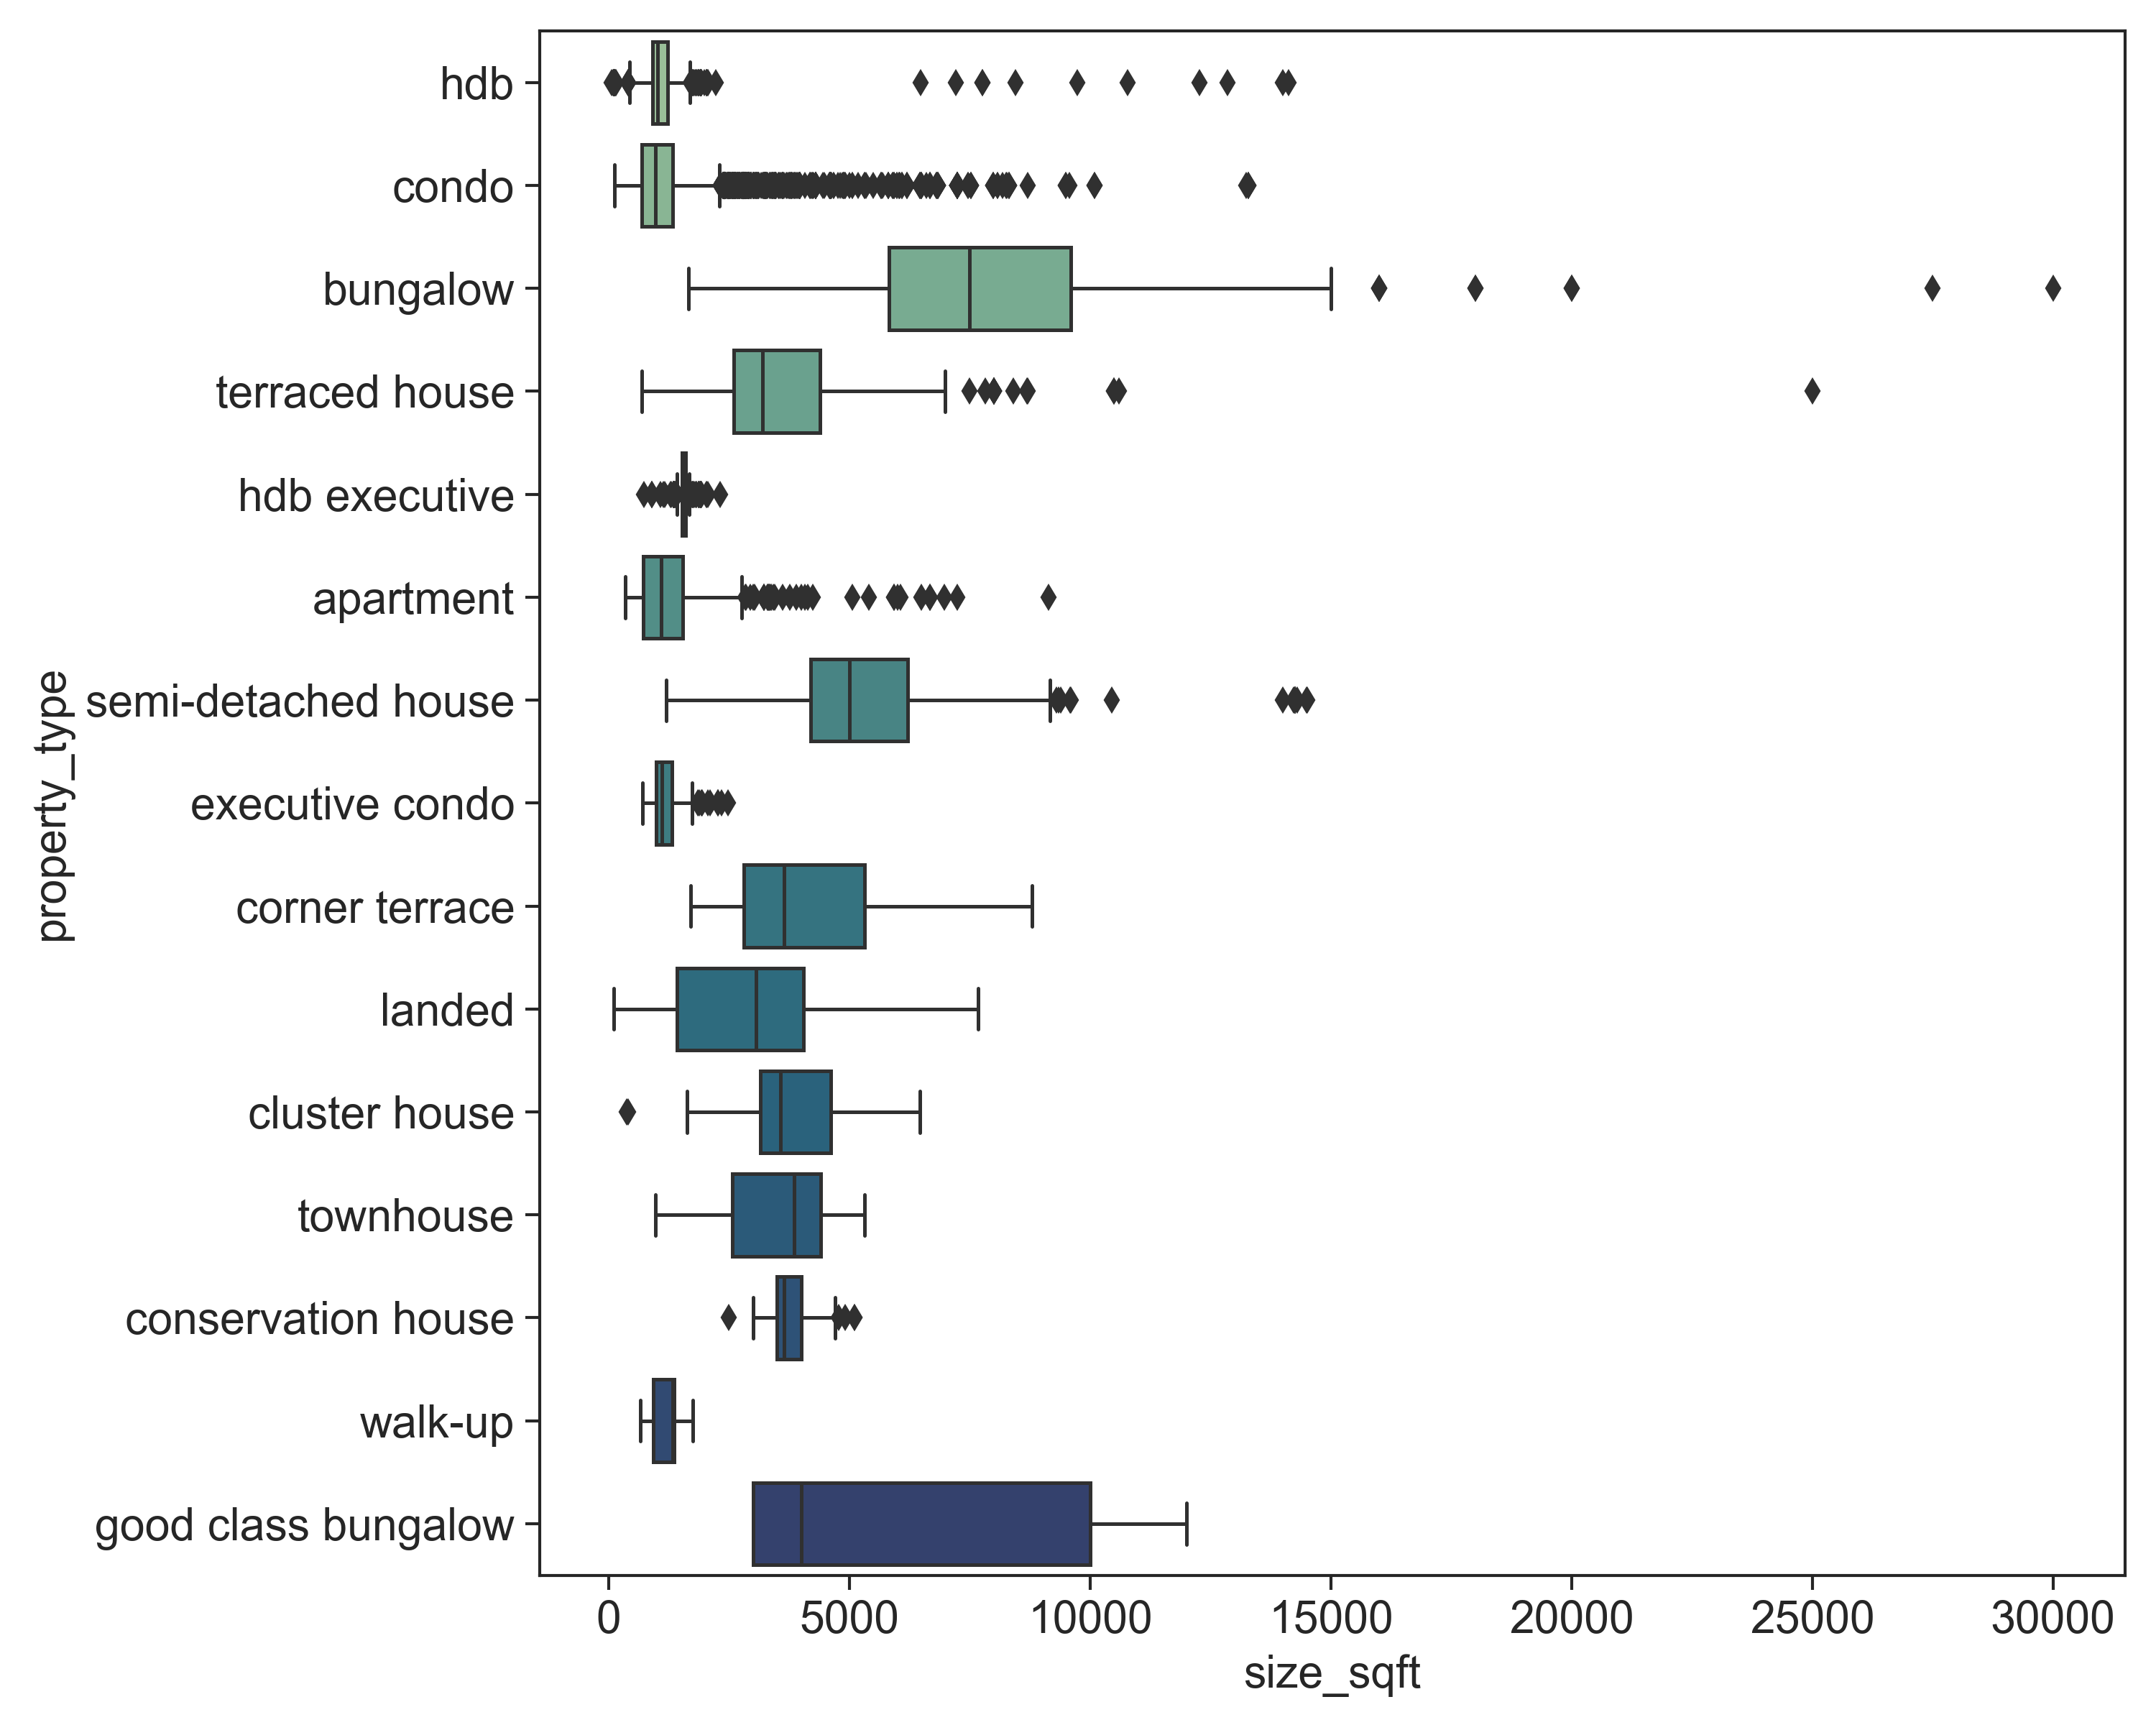 hdb
condo
bungalow
terraced house
hdb executive
apartment
semi-detached house
executive condo
corner terrace
landed
cluster house
townhouse
conservation house
walk-up
good class bungalow
property_type
0 5000 10000 15000 20000 25000 30000
size_sqft